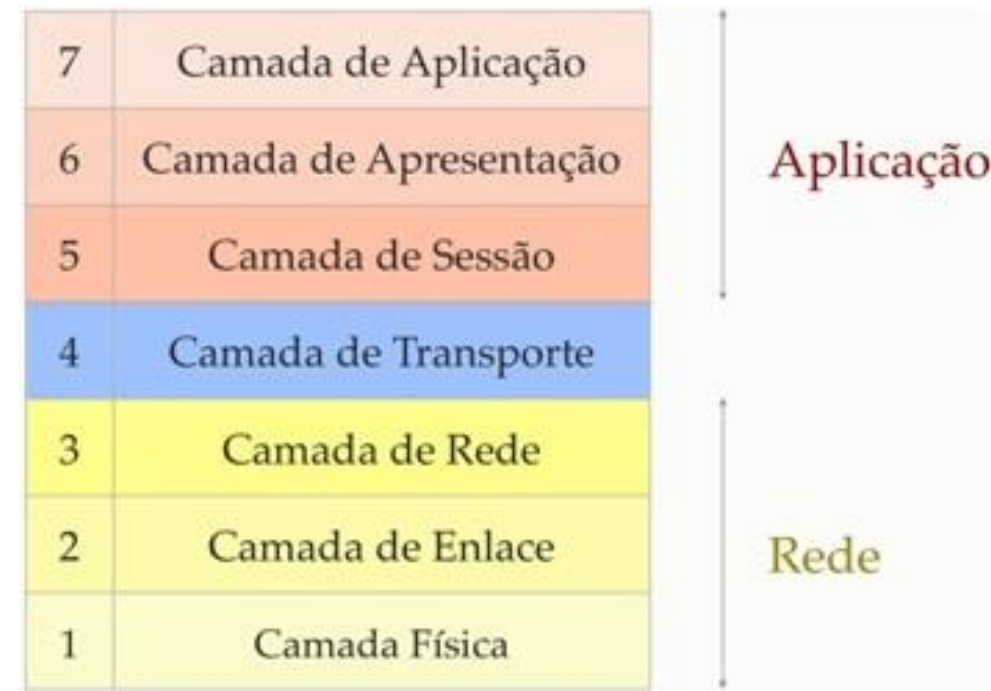 7 Camada de Aplicação
6 Camada de Apresentação
Aplicação
5 Camada de Sessão
4 Camada de Transporte
3 Camada de Rede
2 Camada de Enlace
Rede
1 Camada Física